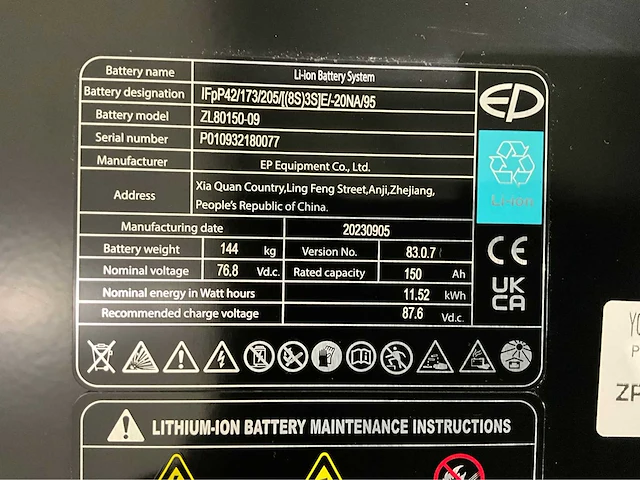 Battery name Li-ion Battery System
EP
Battery designation IFpP42/173/205/[(8S)3S]E/-20NA/95
Battery model ZL80150-09
Serial number P010932180077
Manufacturer EP Equipment Co., Ltd.
Address Xia Quan Country,Ling Feng Street,Anji,Zhejiang,
People's Republic of China.
Li-ion
Manufacturing date 20230905
Battery weight 144 kg Version No. 83.0.7
Nominal voltage 76.8 Vd.c. Rated capacity 150 Ah
Nominal energy in Watt hours 11.52 kWh
Recommended charge voltage 87.6 Vd.c.
CE
UK
CA
LITHIUM-ION BATTERY MAINTENANCE INSTRUCTIONS